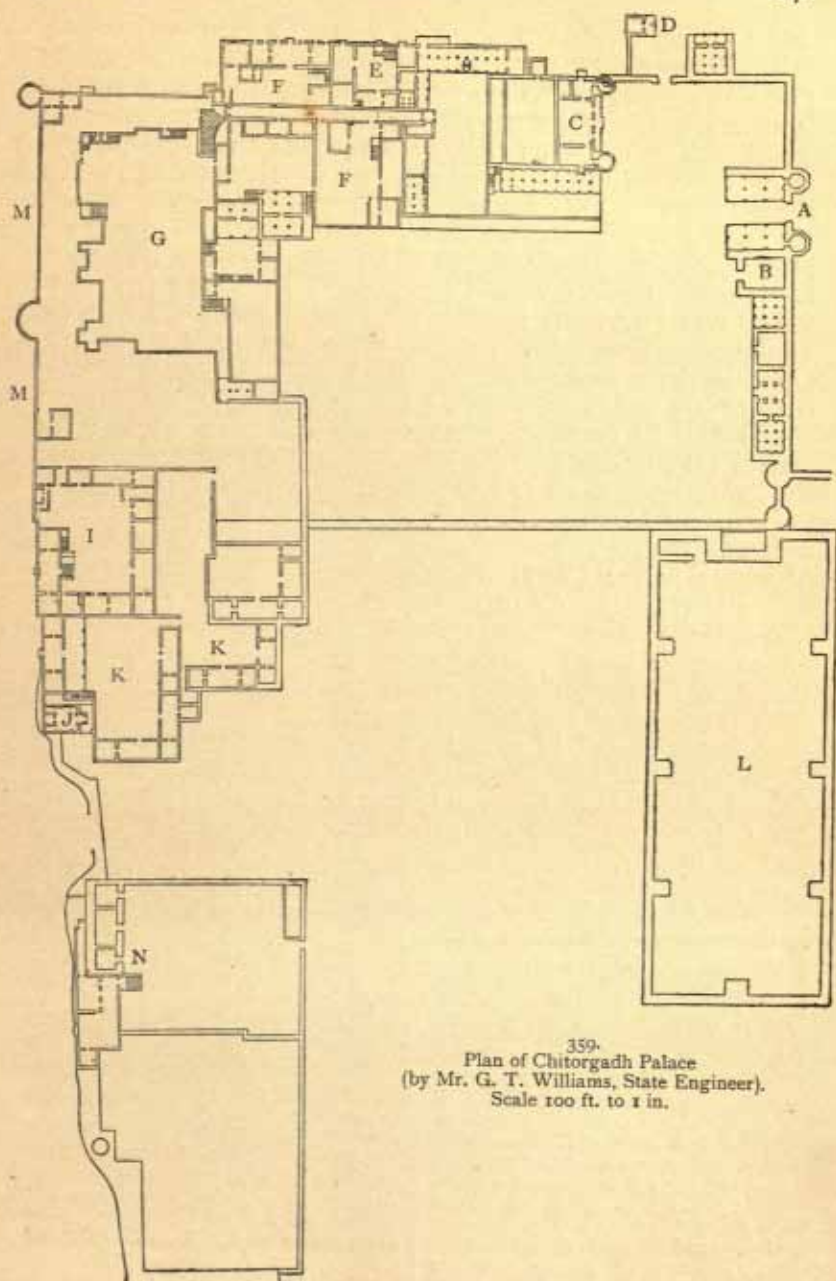 D
E
F
A
C
F
M
G
A
B
M
I
K
K
J
L
N
359.
Plan of Chitorgadh Palace
(by Mr. G. T. Williams, State Engineer).
Scale 100 ft. to 1 in.